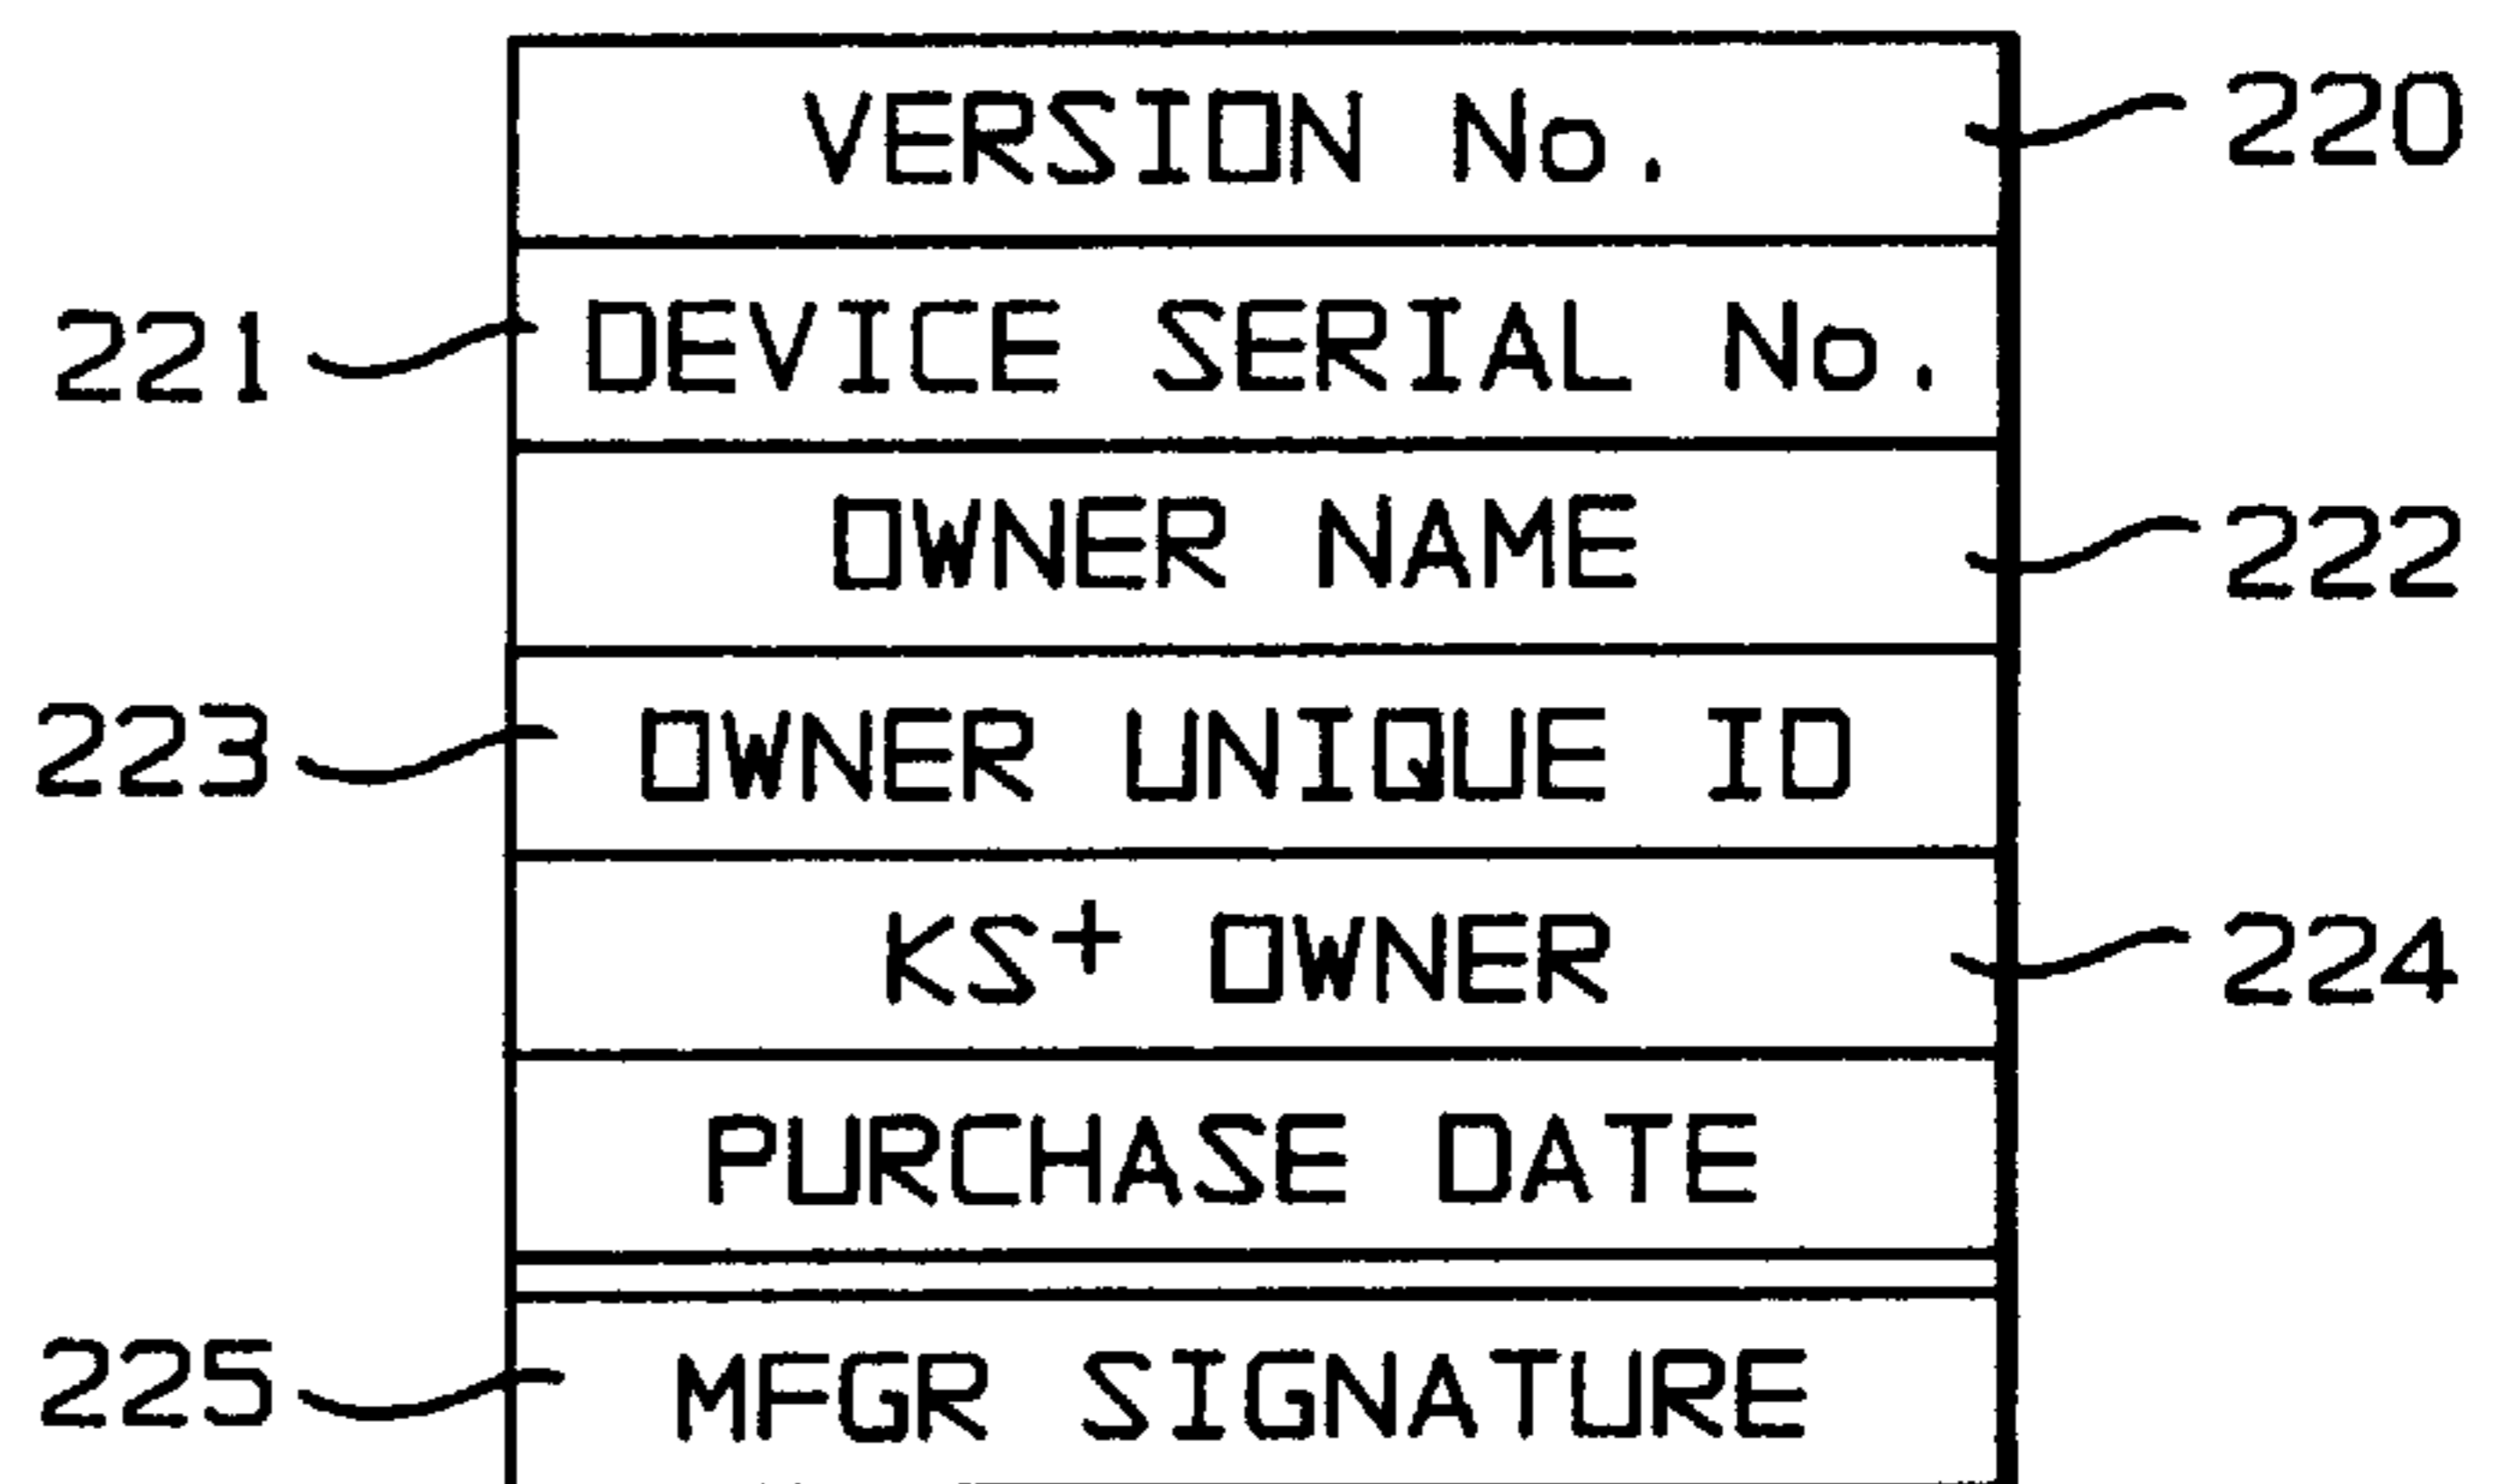 VERSION No. 220
221 DEVICE SERIAL No.
OWNER NAME 222
223 OWNER UNIQUE ID
KS+ OWNER 224
PURCHASE DATE
225 MFGR SIGNATURE